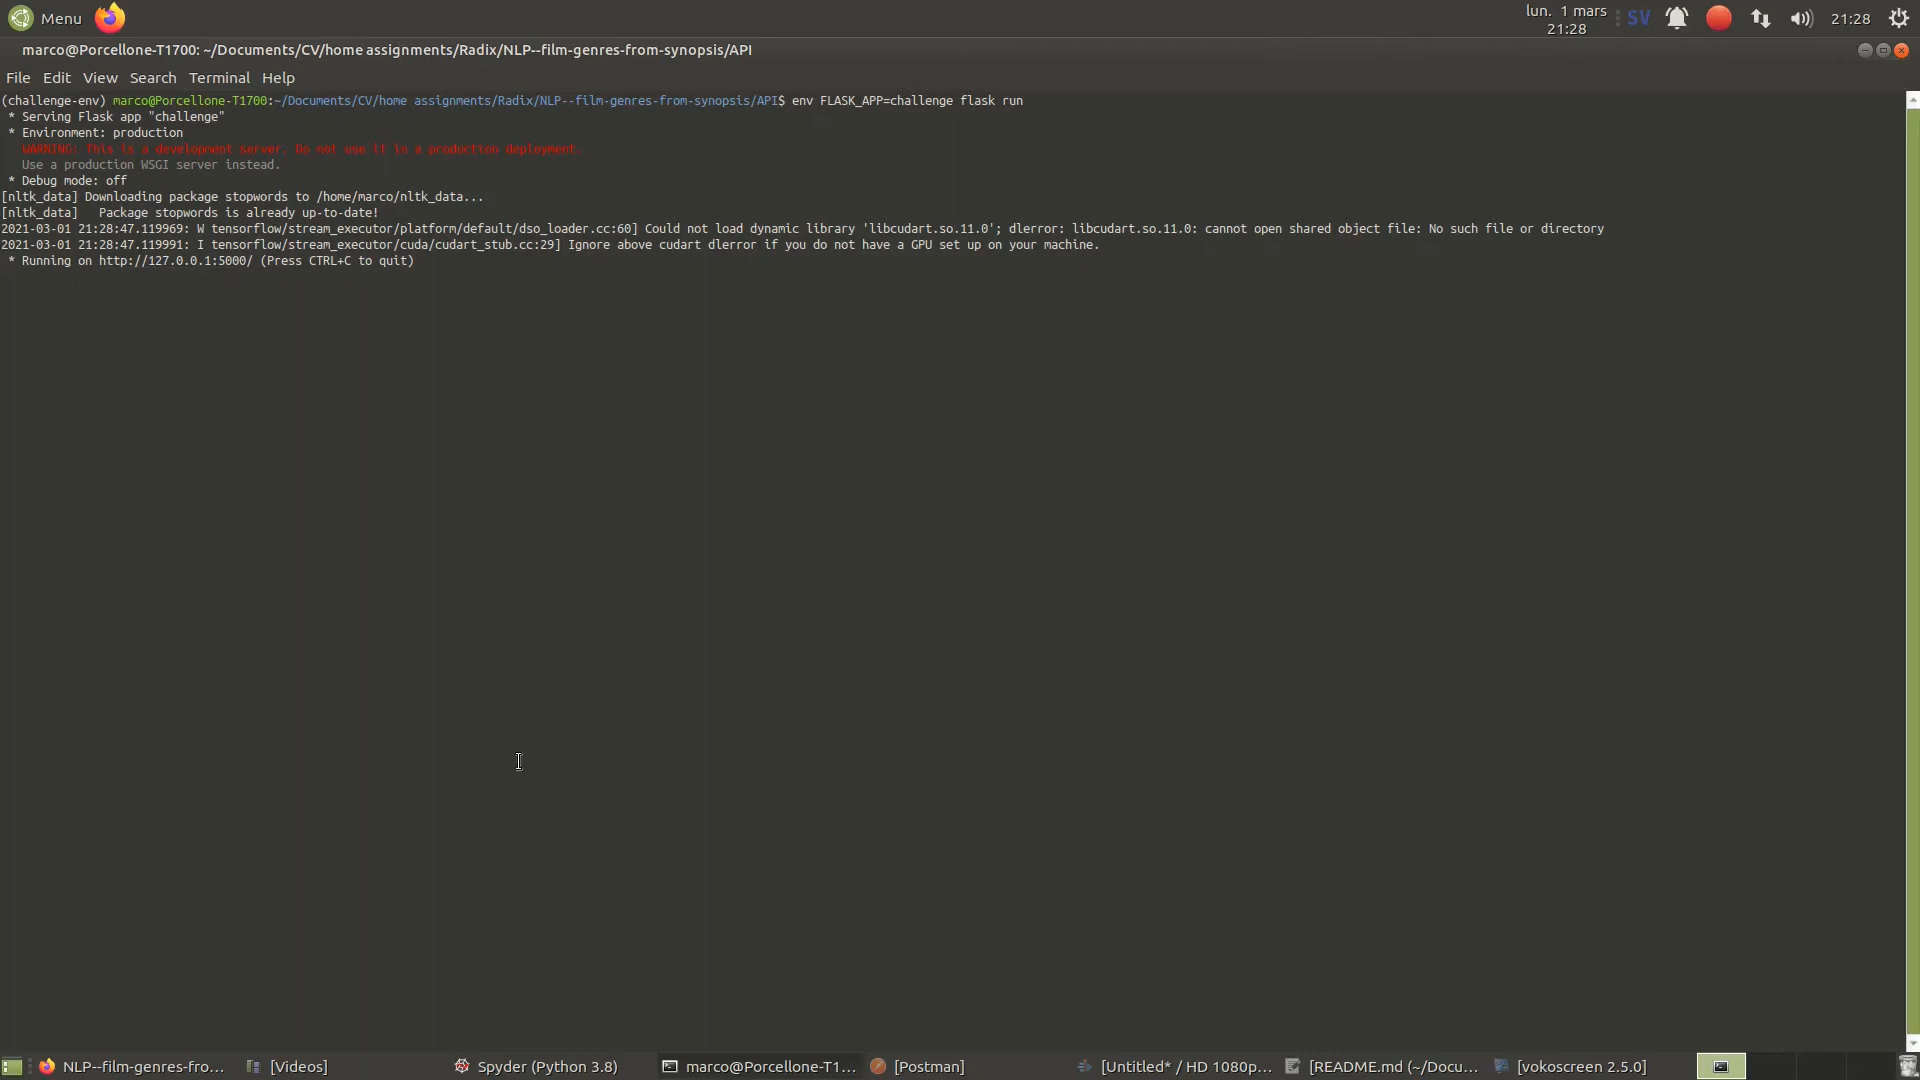 Menu
lun. 1 mars
21:28
SV
21:28
marco@Porcellone-T1700: ~/Documents/CV/home assignments/Radix/NLP--film-genres-from-synopsis/API
File Edit View Search Terminal Help
(challenge-env) marco@Porcellone-T1700:~/Documents/CV/home assignments/Radix/NLP--film-genres-from-synopsis/API$ env FLASK_APP=challenge flask run
* Serving Flask app "challenge"
* Environment: production
WARNING: This is a development server. Do not use it in a production deployment.
Use a production WSGI server instead.
* Debug mode: off
[nltk_data] Downloading package stopwords to /home/marco/nltk_data...
[nltk_data]   Package stopwords is already up-to-date!
2021-03-01 21:28:47.119969: W tensorflow/stream_executor/platform/default/dso_loader.cc:60] Could not load dynamic library 'libcudart.so.11.0'; dlerror: libcudart.so.11.0: cannot open shared object file: No such file or directory
2021-03-01 21:28:47.119991: I tensorflow/stream_executor/cuda/cudart_stub.cc:29] Ignore above cudart dlerror if you do not have a GPU set up on your machine.
* Running on http://127.0.0.1:5000/ (Press CTRL+C to quit)
NLP--film-genres-fro... [Videos] Spyder (Python 3.8) marco@Porcellone-T1... [Postman] [Untitled* / HD 1080p... [README.md (~/Docu... [vokoscreen 2.5.0]